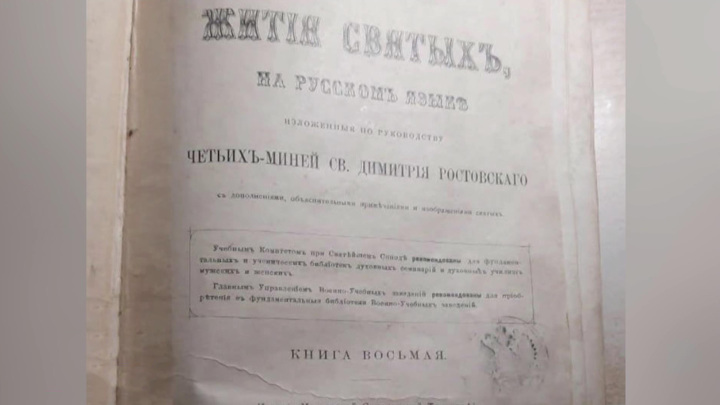 ЖИТІЯ СВЯТЫХЪ,
НА РУССКОМЪ ЯЗЫКѢ
ИЗЛОЖЕННЫЯ ПО РУКОВОДСТВУ
ЧЕТЬИХЪ-МИНЕЙ СВ. ДИМИТРІЯ РОСТОВСКАГО
съ дополненіями, объяснительными примѣчаніями и изображеніями святыхъ.
Учебнымъ Комитетомъ при Святѣйшемъ Синодѣ рекомендованы для фундамен-
тальныхъ и ученическихъ библіотекъ духовныхъ семинарій и духовныхъ училищъ
мужскихъ и женскихъ.
Главнымъ Управленіемъ Военно-Учебныхъ заведеній рекомендованы для пріоб-
рѣтенія въ фундаментальныя библіотеки Военно-Учебныхъ заведеній.
КНИГА ВОСЬМАЯ.